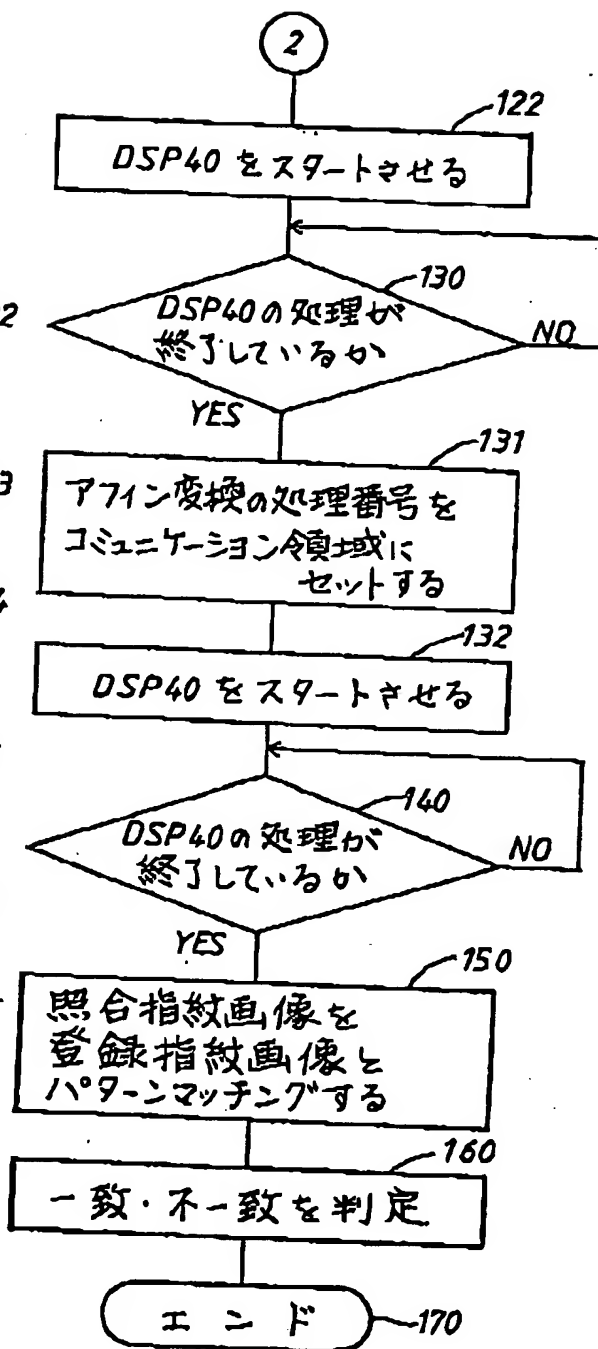 2
122
DSP40をスタートさせる
130
DSP40の処理が
終了しているか
NO
YES
131
アフィン変換の処理番号を
コミュニケーション領域に
セットする
132
DSP40をスタートさせる
140
DSP40の処理が
終了しているか
NO
YES
150
照合指紋画像を
登録指紋画像と
パターンマッチングする
160
一致・不一致を判定
エンド
170
2
3
4